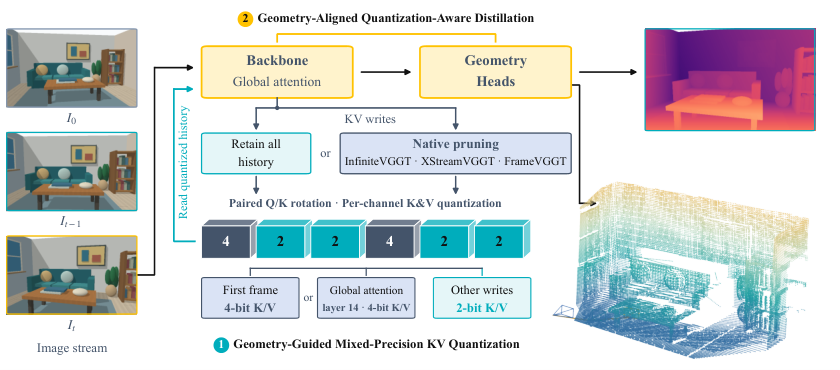 2 Geometry-Aligned Quantization-Aware Distillation
I0
It−1
It
Image stream
Read quantized history
Backbone
Global attention
Geometry
Heads
KV writes
Retain all
history
or
Native pruning
InfiniteVGGT · XStreamVGGT · FrameVGGT
Paired Q/K rotation · Per-channel K&V quantization
4 2 2 4 2 2
First frame
4-bit K/V
or
Global attention
layer 14 · 4-bit K/V
Other writes
2-bit K/V
1 Geometry-Guided Mixed-Precision KV Quantization